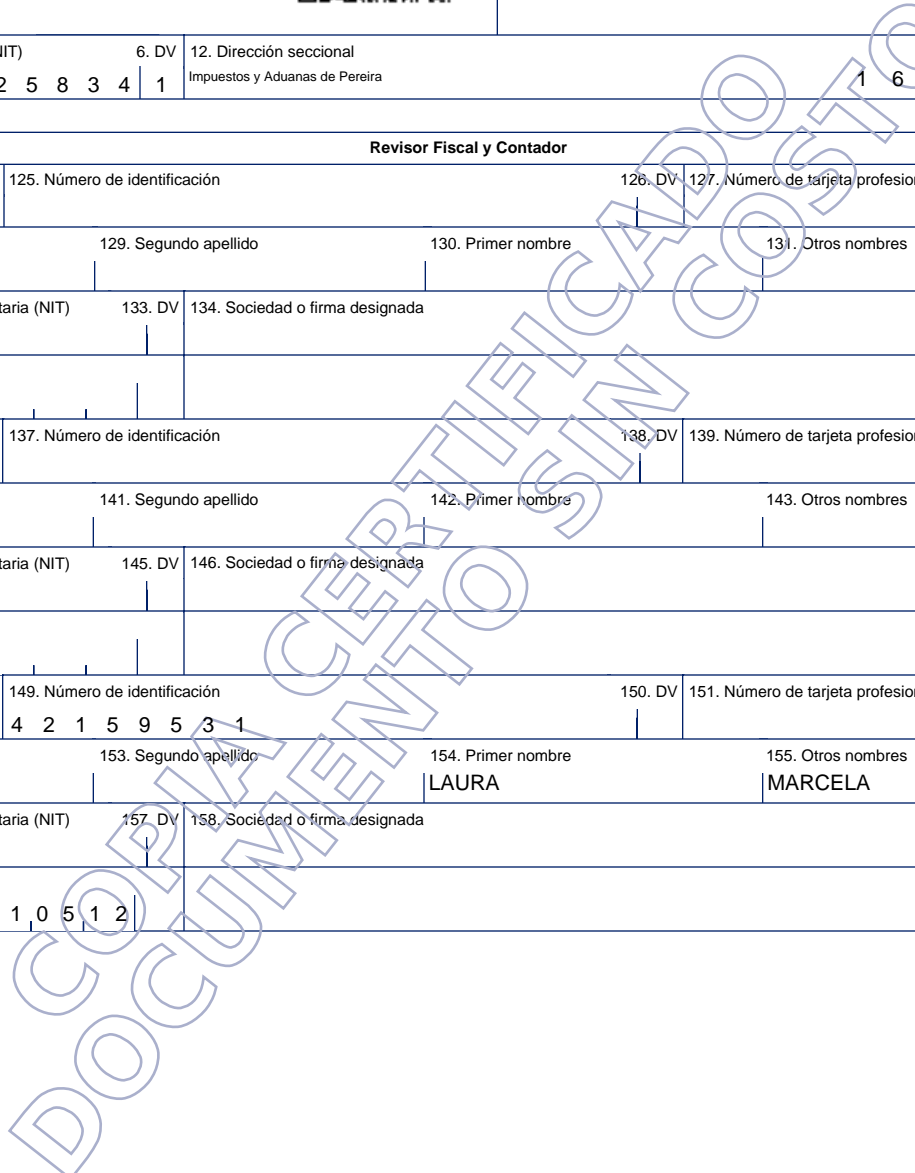 NIT) 6. DV 12. Dirección seccional
2 5 8 3 4 1 Impuestos y Aduanas de Pereira 1 6
Revisor Fiscal y Contador
125. Número de identificación 126. DV 127. Número de tarjeta profesion
129. Segundo apellido 130. Primer nombre 131. Otros nombres
taria (NIT) 133. DV 134. Sociedad o firma designada
137. Número de identificación 138. DV 139. Número de tarjeta profesion
141. Segundo apellido 142. Primer nombre 143. Otros nombres
taria (NIT) 145. DV 146. Sociedad o firma designada
149. Número de identificación 150. DV 151. Número de tarjeta profesion
4 2 1 5 9 5 3 1
153. Segundo apellido 154. Primer nombre 155. Otros nombres
LAURA MARCELA
taria (NIT) 157. DV 158. Sociedad o firma designada
1 0 5 1 2
COPIA CERTIFICADO
DOCUMENTO SIN COSTO